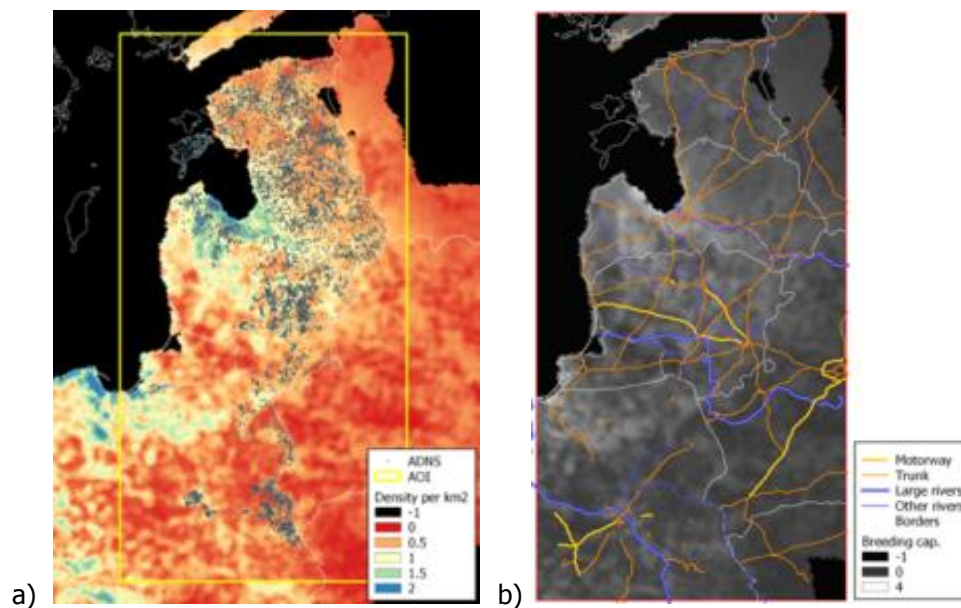 ADNS
AOI
Density per km2
-1
0
0.5
1
1.5
2
a)
Motorway
Trunk
Large rivers
Other rivers
Borders
Breeding cap.
-1
0
4
b)